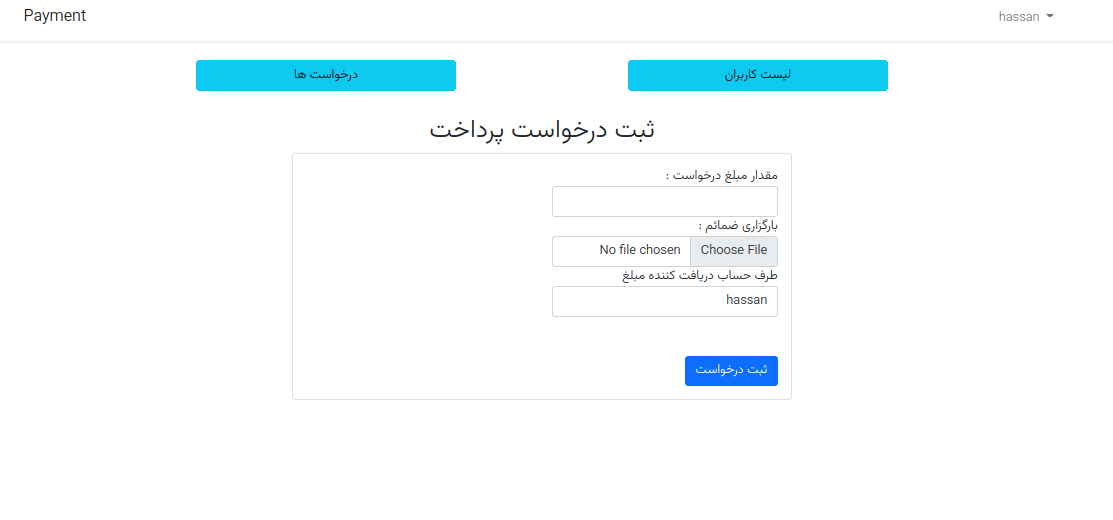 Payment
hassan
لیست کاربران
درخواست ها
ثبت درخواست پرداخت
مقدار مبلغ درخواست :
بارگزاری ضمائم :
Choose File No file chosen
طرف حساب دریافت کننده مبلغ
hassan
ثبت درخواست